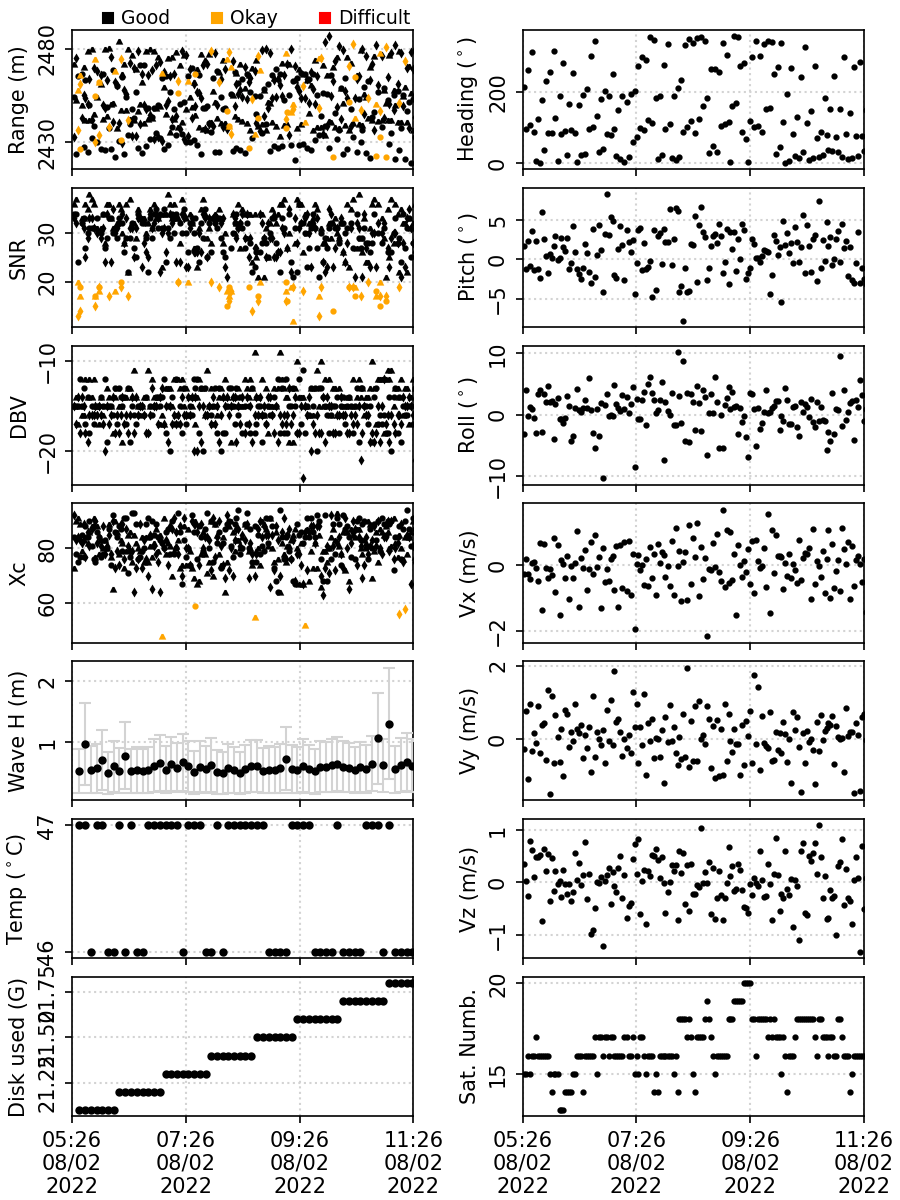 Good Okay Difficult
Range (m) 2480 2430
Heading (°) 200 0
SNR 30 20
Pitch (°) 5 0 −5
DBV −10 −20
Roll (°) 10 0 −10
Xc 80 60
Vx (m/s) 0 −2
Wave H (m) 2 1
Vy (m/s) 2 0
Temp (°C) 47 46
Vz (m/s) 1 0 −1
Disk used (G) 21.75 21.50 21.25
Sat. Numb. 20 15
05:26 07:26 09:26 11:26 05:26 07:26 09:26 11:26
08/02 08/02 08/02 08/02 08/02 08/02 08/02 08/02
2022 2022 2022 2022 2022 2022 2022 2022